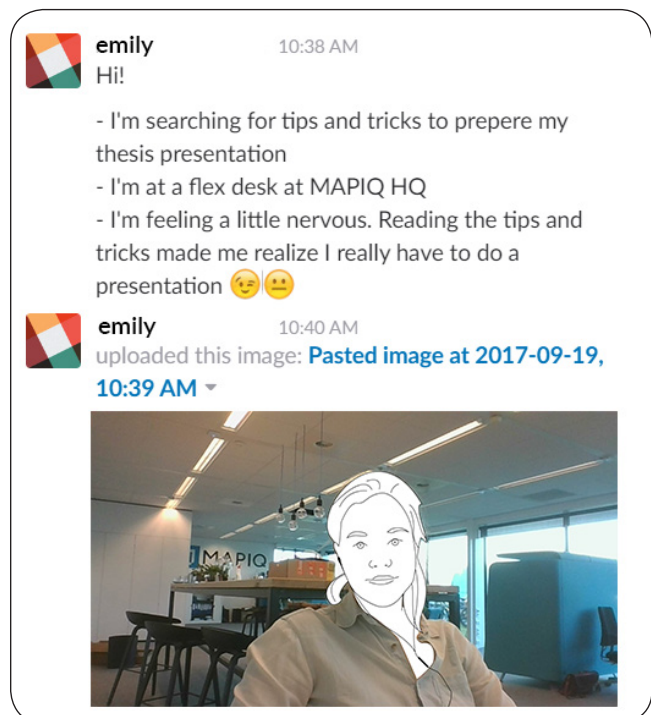 emily 10:38 AM
Hi!
- I'm searching for tips and tricks to prepere my
thesis presentation
- I'm at a flex desk at MAPIQ HQ
- I'm feeling a little nervous. Reading the tips and
tricks made me realize I really have to do a
presentation 😉😐
emily 10:40 AM
uploaded this image: Pasted image at 2017-09-19,
10:39 AM
MAPIQ